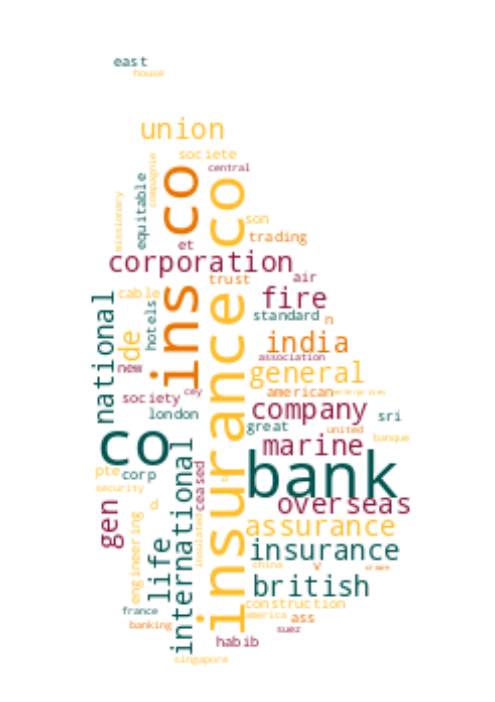 east
house
union
societe
central
compagnie
equitable
missionary
ins co
insurance co
son
et
trading
corporation
trust
air
cable
fire
hotels
standard
n
national
de
india
association
new
general
cey
american
society
company
london
great
sri
united
co
marine
banque
bank
pte
corp
security
international
ceased
b
gen
d
overseas
engineering
assurance
insulated
life
insurance
china
v
british
france
construction
america
ass
banking
suez
habib
singapore